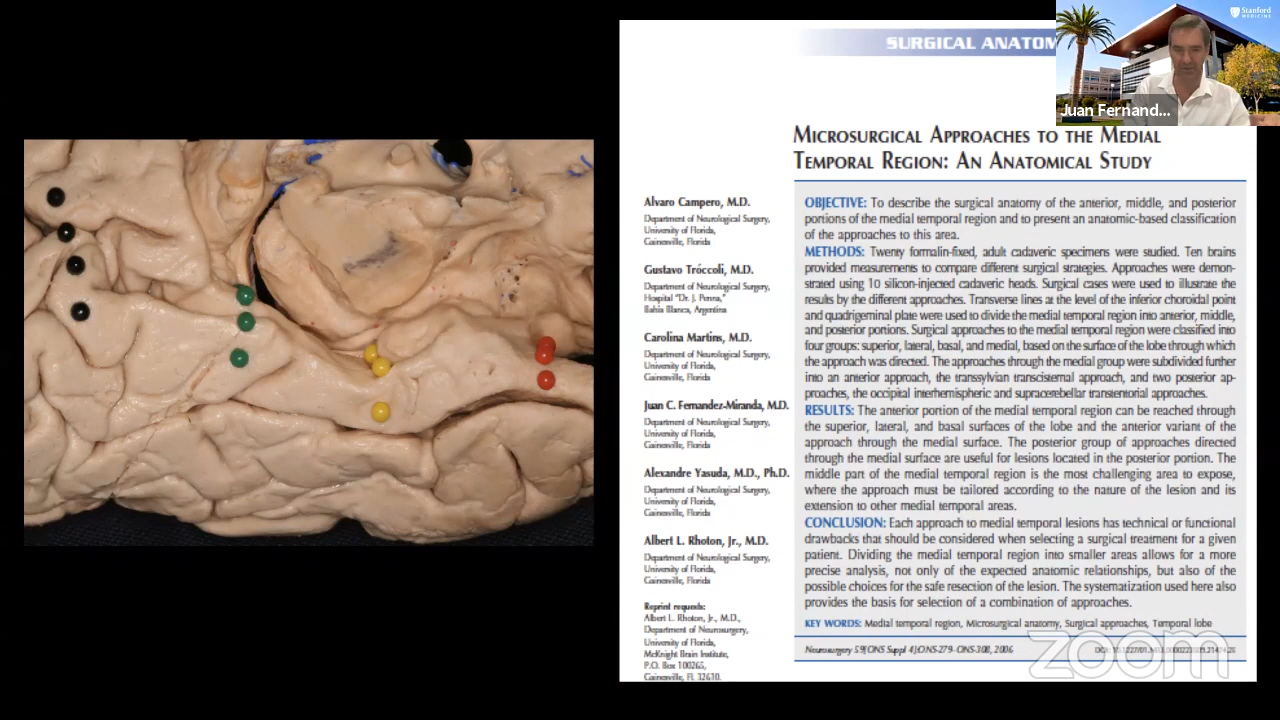 Stanford
MEDICINE
Juan Fernand...
SURGICAL ANATOM
MICROSURGICAL APPROACHES TO THE MEDIAL
TEMPORAL REGION: AN ANATOMICAL STUDY
Alvaro Campero, M.D.
Department of Neurological Surgery,
University of Florida,
Gainesville, Florida
Gustavo Tróccoli, M.D.
Department of Neurological Surgery,
Hospital "Dr. J. Penna,"
Bahia Blanca, Argentina
Carolina Martins, M.D.
Department of Neurological Surgery,
University of Florida,
Gainesville, Florida
Juan C. Fernandez-Miranda, M.D.
Department of Neurological Surgery,
University of Florida,
Gainesville, Florida
Alexandre Yasuda, M.D., Ph.D.
Department of Neurological Surgery,
University of Florida,
Gainesville, Florida
Albert L. Rhoton, Jr., M.D.
Department of Neurological Surgery,
University of Florida,
Gainesville, Florida
Reprint requests:
Albert L. Rhoton, Jr., M.D.,
Department of Neurosurgery,
University of Florida,
McKnight Brain Institute,
P.O. Box 100265,
Gainesville, FL 32610.
OBJECTIVE: To describe the surgical anatomy of the anterior, middle, and posterior
portions of the medial temporal region and to present an anatomic-based classification
of the approaches to this area.
METHODS: Twenty formalin-fixed, adult cadaveric specimens were studied. Ten brains
provided measurements to compare different surgical strategies. Approaches were demon-
strated using 10 silicon-injected cadaveric heads. Surgical cases were used to illustrate the
results by the different approaches. Transverse lines at the level of the inferior choroidal point
and quadrigeminal plate were used to divide the medial temporal region into anterior, middle,
and posterior portions. Surgical approaches to the medial temporal region were classified into
four groups: superior, lateral, basal, and medial, based on the surface of the lobe through which
the approach was directed. The approaches through the medial group were subdivided further
into an anterior approach, the transsylvian transcisternal approach, and two posterior ap-
proaches, the occipital interhemispheric and supracerebellar transtentorial approaches.
RESULTS: The anterior portion of the medial temporal region can be reached through
the superior, lateral, and basal surfaces of the lobe and the anterior variant of the
approach through the medial surface. The posterior group of approaches directed
through the medial surface are useful for lesions located in the posterior portion. The
middle part of the medial temporal region is the most challenging area to expose,
where the approach must be tailored according to the nature of the lesion and its
extension to other medial temporal areas.
CONCLUSION: Each approach to medial temporal lesions has technical or functional
drawbacks that should be considered when selecting a surgical treatment for a given
patient. Dividing the medial temporal region into smaller areas allows for a more
precise analysis, not only of the expected anatomic relationships, but also of the
possible choices for the safe resection of the lesion. The systematization used here also
provides the basis for selection of a combination of approaches.
KEY WORDS: Medial temporal region, Microsurgical anatomy, Surgical approaches, Temporal lobe
Neurosurgery 59[ONS Suppl 4]:ONS-279–ONS-308, 2006
zoom